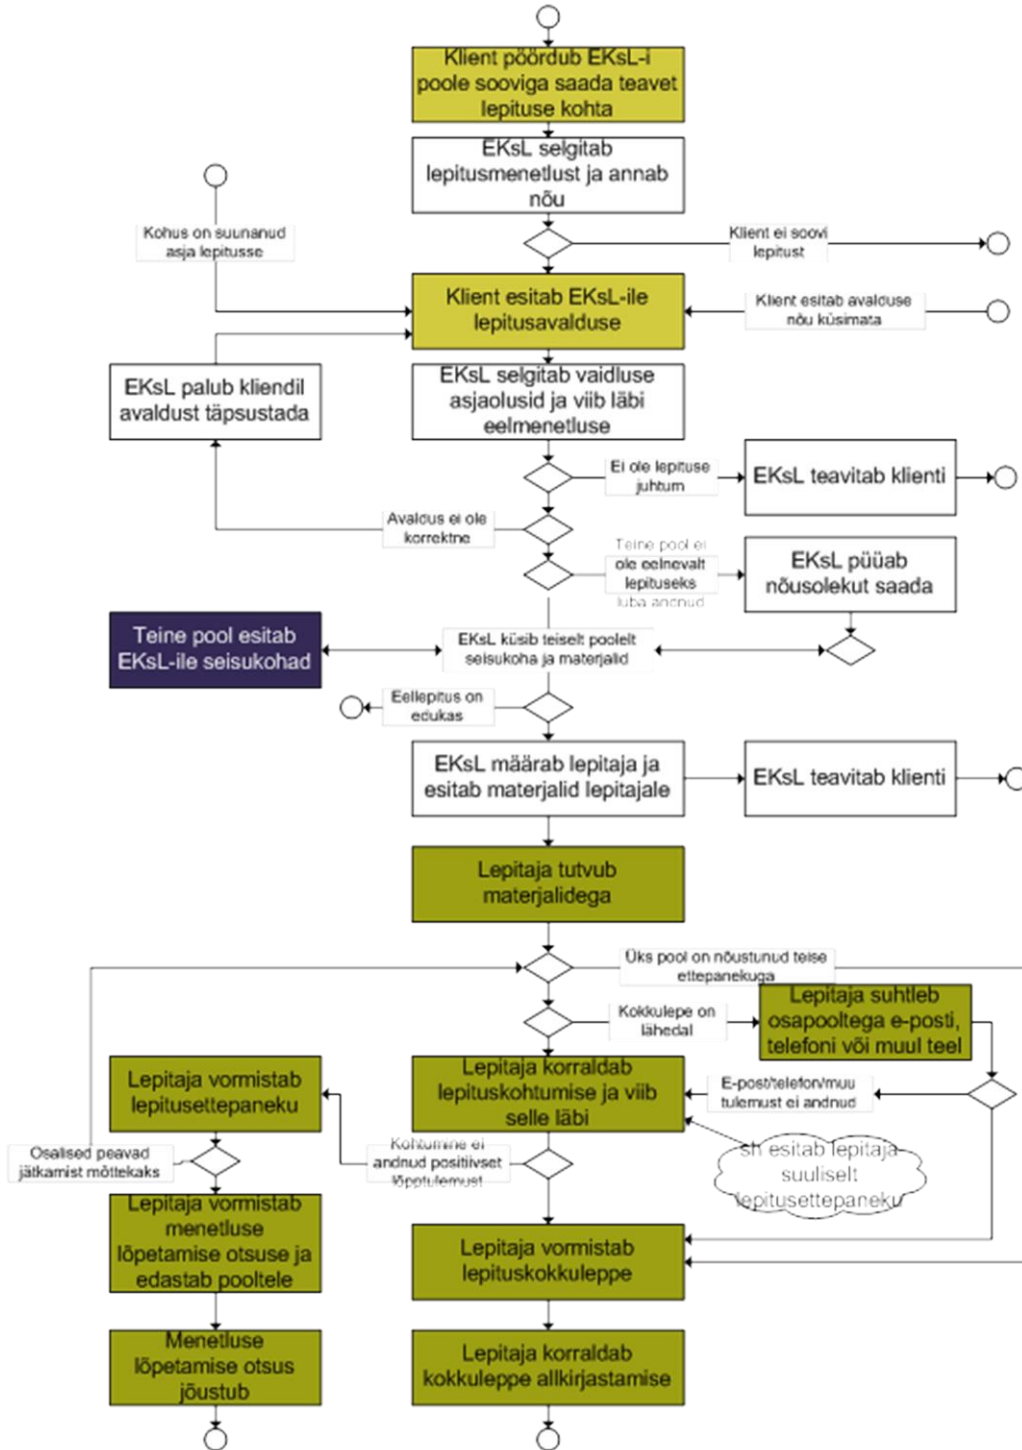 Klient pöördub EKsL-i
poole sooviga saada teavet
lepituse kohta
EKsL selgitab
lepitusmenetlust ja annab
nõu
Kohus on suunanud
asja lepitusse
Klient ei soovi
lepitust
Klient esitab EKsL-ile
lepitusavalduse
Klient esitab avalduse
nõu küsimata
EKsL palub kliendil
avaldust täpsustada
EKsL selgitab vaidluse
asjaolusid ja viib läbi
eelmenetluse
Ei ole lepituse
juhtum
EKsL teavitab klienti
Avaldus ei ole
korrektne
Teine pool ei
ole eelnevalt
lepituseks
luba andnud
EKsL püüab
nõusolekut saada
Teine pool esitab
EKsL-ile seisukohad
EKsL küsib teiselt poolelt
seisukoha ja materjalid
Eellepitus on
edukas
EKsL määrab lepitaja ja
esitab materjalid lepitajale
EKsL teavitab klienti
Lepitaja tutvub
materjalidega
Üks pool on nõustunud teise
ettepanekuga
Kokkulepe on
lähedal
Lepitaja suhtleb
osapooltega e-posti,
telefoni või muul teel
Lepitaja vormistab
lepitusettepaneku
Lepitaja korraldab
lepituskohtumise ja viib
selle läbi
E-post/telefon/muu
tulemust ei andnud
Osalised peavad
jätkamist mõttekaks
Kohtumine ei
andnud positiivset
lõpptulemust
sh esitab lepitaja
suuliselt
lepitusettepaneku
Lepitaja vormistab
menetluse
lõpetamise otsuse ja
edastab pooltele
Lepitaja vormistab
lepituskokkuleppe
Menetluse
lõpetamise otsus
jõustub
Lepitaja korraldab
kokkuleppe allkirjastamise